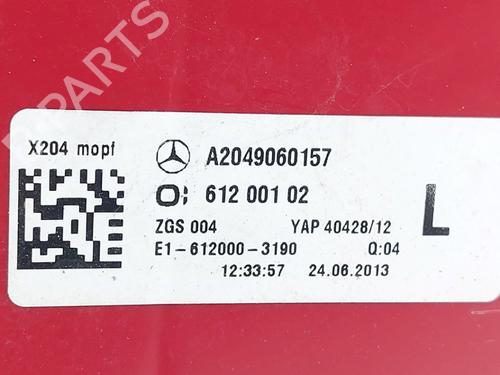 B PARTS
X204 mopf
A2049060157
612 001 02
ZGS 004 YAP 40428/12
L
E1-612000-3190 Q:04
12:33:57 24.06.2013